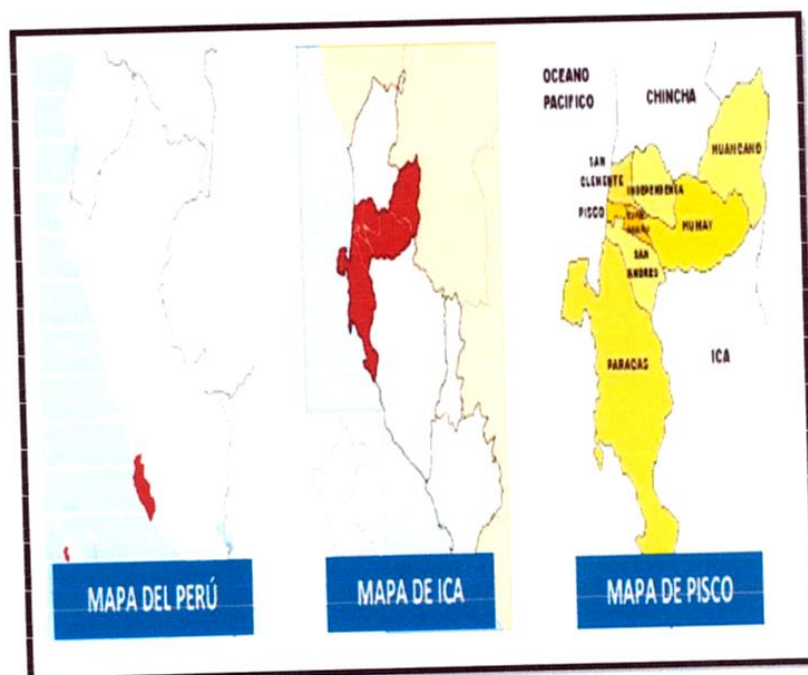 OCEANO
PACIFICO
CHINCHA
HUANCANO
SAN
CLEMENTE
INDEPENDENCIA
PISCO
HUMAY
SAN
ANDRES
PARACAS
ICA
MAPA DEL PERÚ
MAPA DE ICA
MAPA DE PISCO